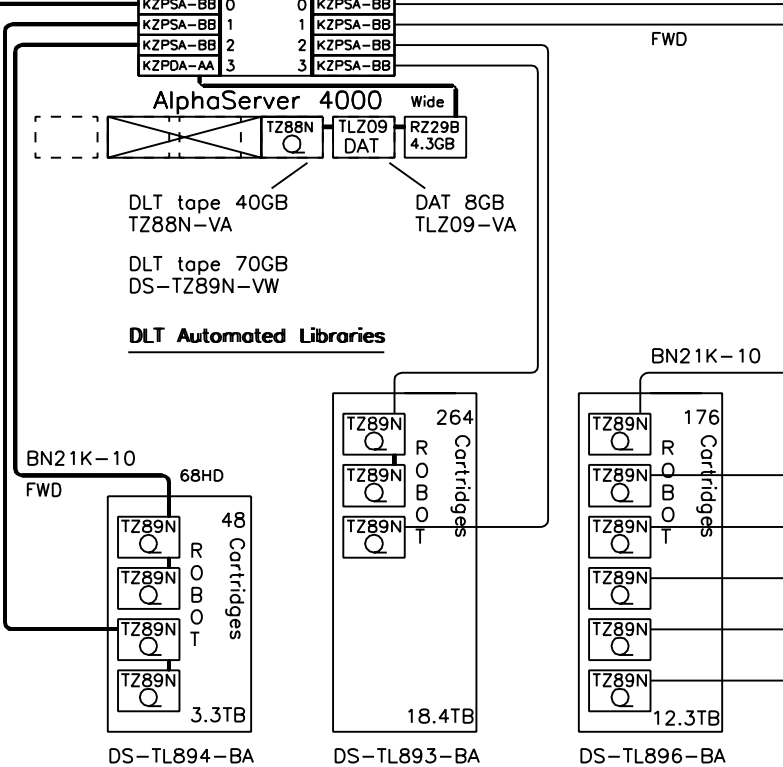 KZPSA-BB 0 0 KZPSA-BB
KZPSA-BB 1 1 KZPSA-BB
KZPSA-BB 2 2 KZPSA-BB
KZPDA-AA 3 3 KZPSA-BB
FWD
AlphaServer 4000 Wide
TZ88N TLZ09 RZ29B
DAT 4.3GB
DLT tape 40GB DAT 8GB
TZ88N-VA TLZ09-VA
DLT tape 70GB
DS-TZ89N-VW
DLT Automated Libraries
BN21K-10
BN21K-10
FWD
68HD
TZ89N 48
TZ89N
TZ89N
TZ89N
ROBOT
Cartridges
3.3TB
DS-TL894-BA
TZ89N 264
TZ89N
TZ89N
ROBOT
Cartridges
18.4TB
DS-TL893-BA
TZ89N 176
TZ89N
TZ89N
TZ89N
TZ89N
TZ89N
ROBOT
Cartridges
12.3TB
DS-TL896-BA